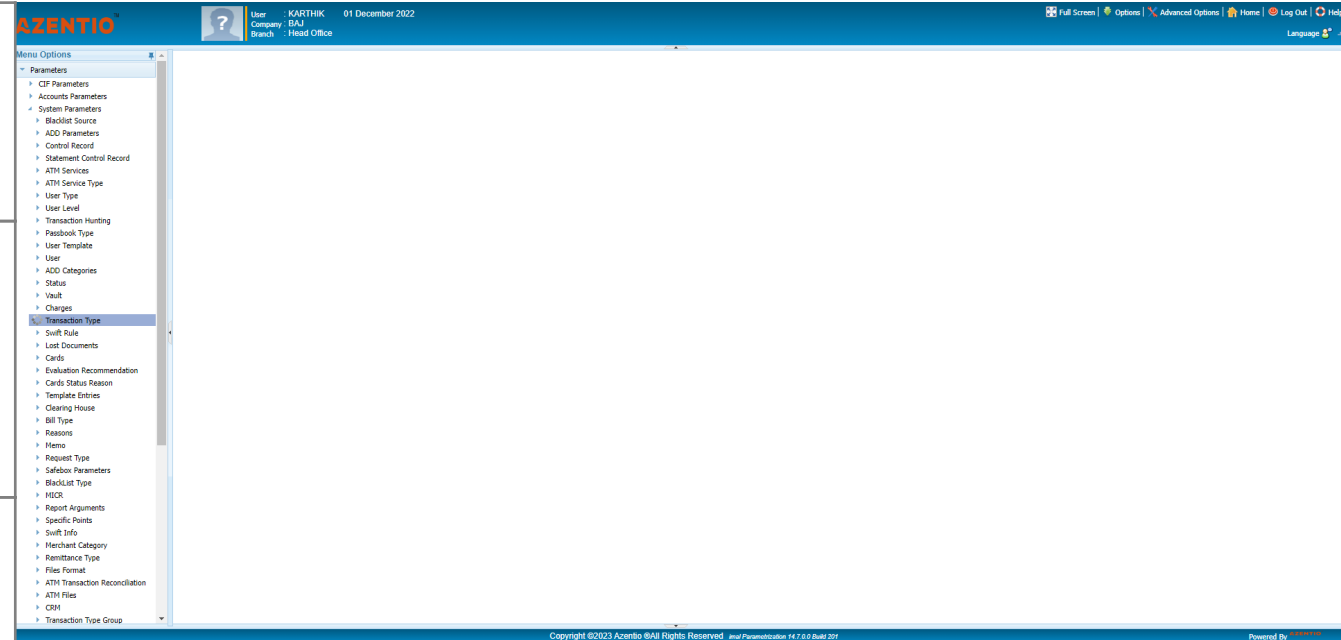 AZENTIO™
User : KARTHIK 01 December 2022
Company : BAJ
Branch : Head Office
Full Screen | Options | Advanced Options | Home | Log Out | Help
Language
Menu Options
Parameters
CIF Parameters
Accounts Parameters
System Parameters
Blacklist Source
ADD Parameters
Control Record
Statement Control Record
ATM Services
ATM Service Type
User Type
User Level
Transaction Hunting
Passbook Type
User Template
User
ADD Categories
Status
Vault
Charges
Transaction Type
Swift Rule
Lost Documents
Cards
Evaluation Recommendation
Cards Status Reason
Template Entries
Clearing House
Bill Type
Reasons
Memo
Request Type
Safebox Parameters
BlackList Type
MICR
Report Arguments
Specific Points
Swift Info
Merchant Category
Remittance Type
Files Format
ATM Transaction Reconciliation
ATM Files
CRM
Transaction Type Group
Copyright ©2023 Azentio ®All Rights Reserved imal Parametrization 14.7.0.0 Build 201
Powered By AZENTIO